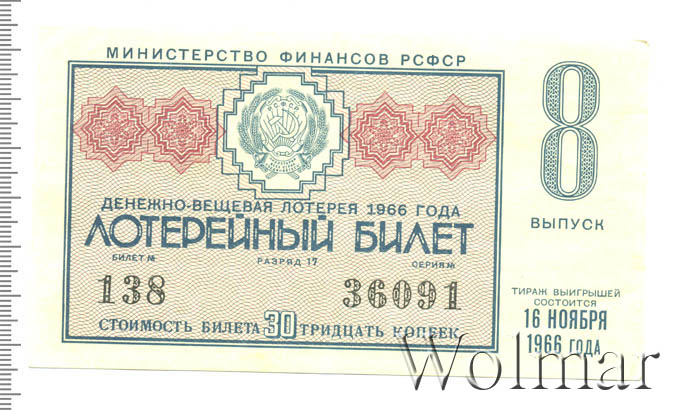 МИНИСТЕРСТВО ФИНАНСОВ РСФСР
РСФСР
8
ВЫПУСК
ДЕНЕЖНО-ВЕЩЕВАЯ ЛОТЕРЕЯ 1966 ГОДА
ЛОТЕРЕЙНЫЙ БИЛЕТ
БИЛЕТ № РАЗРЯД 17 СЕРИЯ №
138 36091
СТОИМОСТЬ БИЛЕТА 30 ТРИДЦАТЬ КОПЕЕК
ТИРАЖ ВЫИГРЫШЕЙ
СОСТОИТСЯ
16 НОЯБРЯ
1966 ГОДА
Wolmar